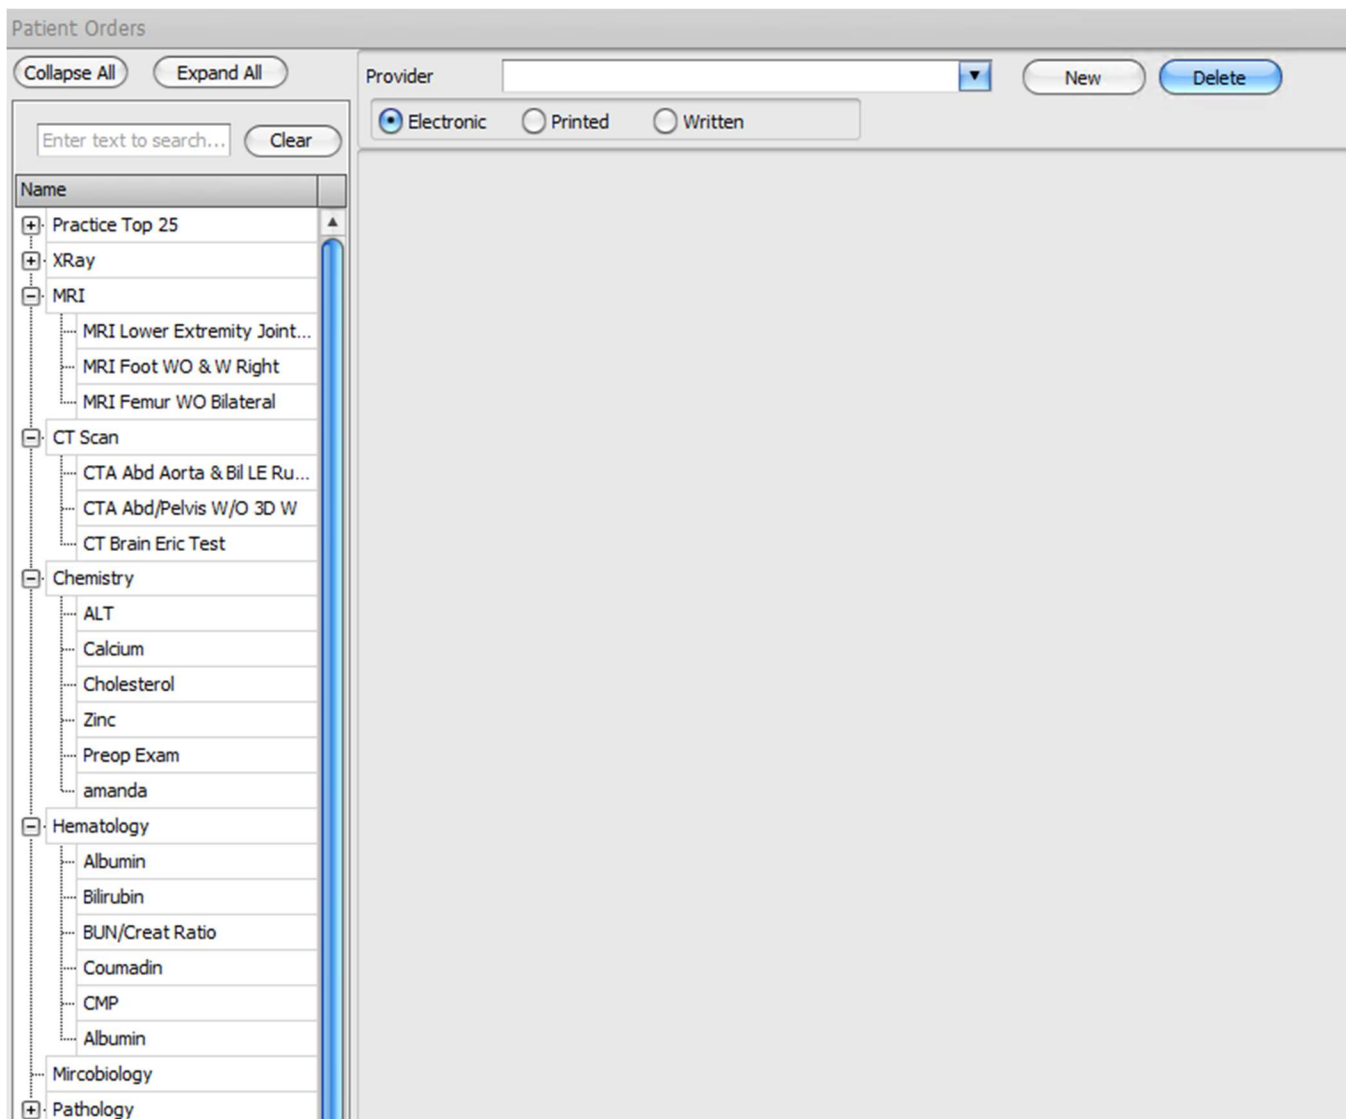 Patient Orders
Collapse All Expand All
Provider New Delete
Electronic Printed Written
Enter text to search... Clear
Name
Practice Top 25
XRay
MRI
MRI Lower Extremity Joint...
MRI Foot WO & W Right
MRI Femur WO Bilateral
CT Scan
CTA Abd Aorta & Bil LE Ru...
CTA Abd/Pelvis W/O 3D W
CT Brain Eric Test
Chemistry
ALT
Calcium
Cholesterol
Zinc
Preop Exam
amanda
Hematology
Albumin
Bilirubin
BUN/Creat Ratio
Coumadin
CMP
Albumin
Mircobiology
Pathology